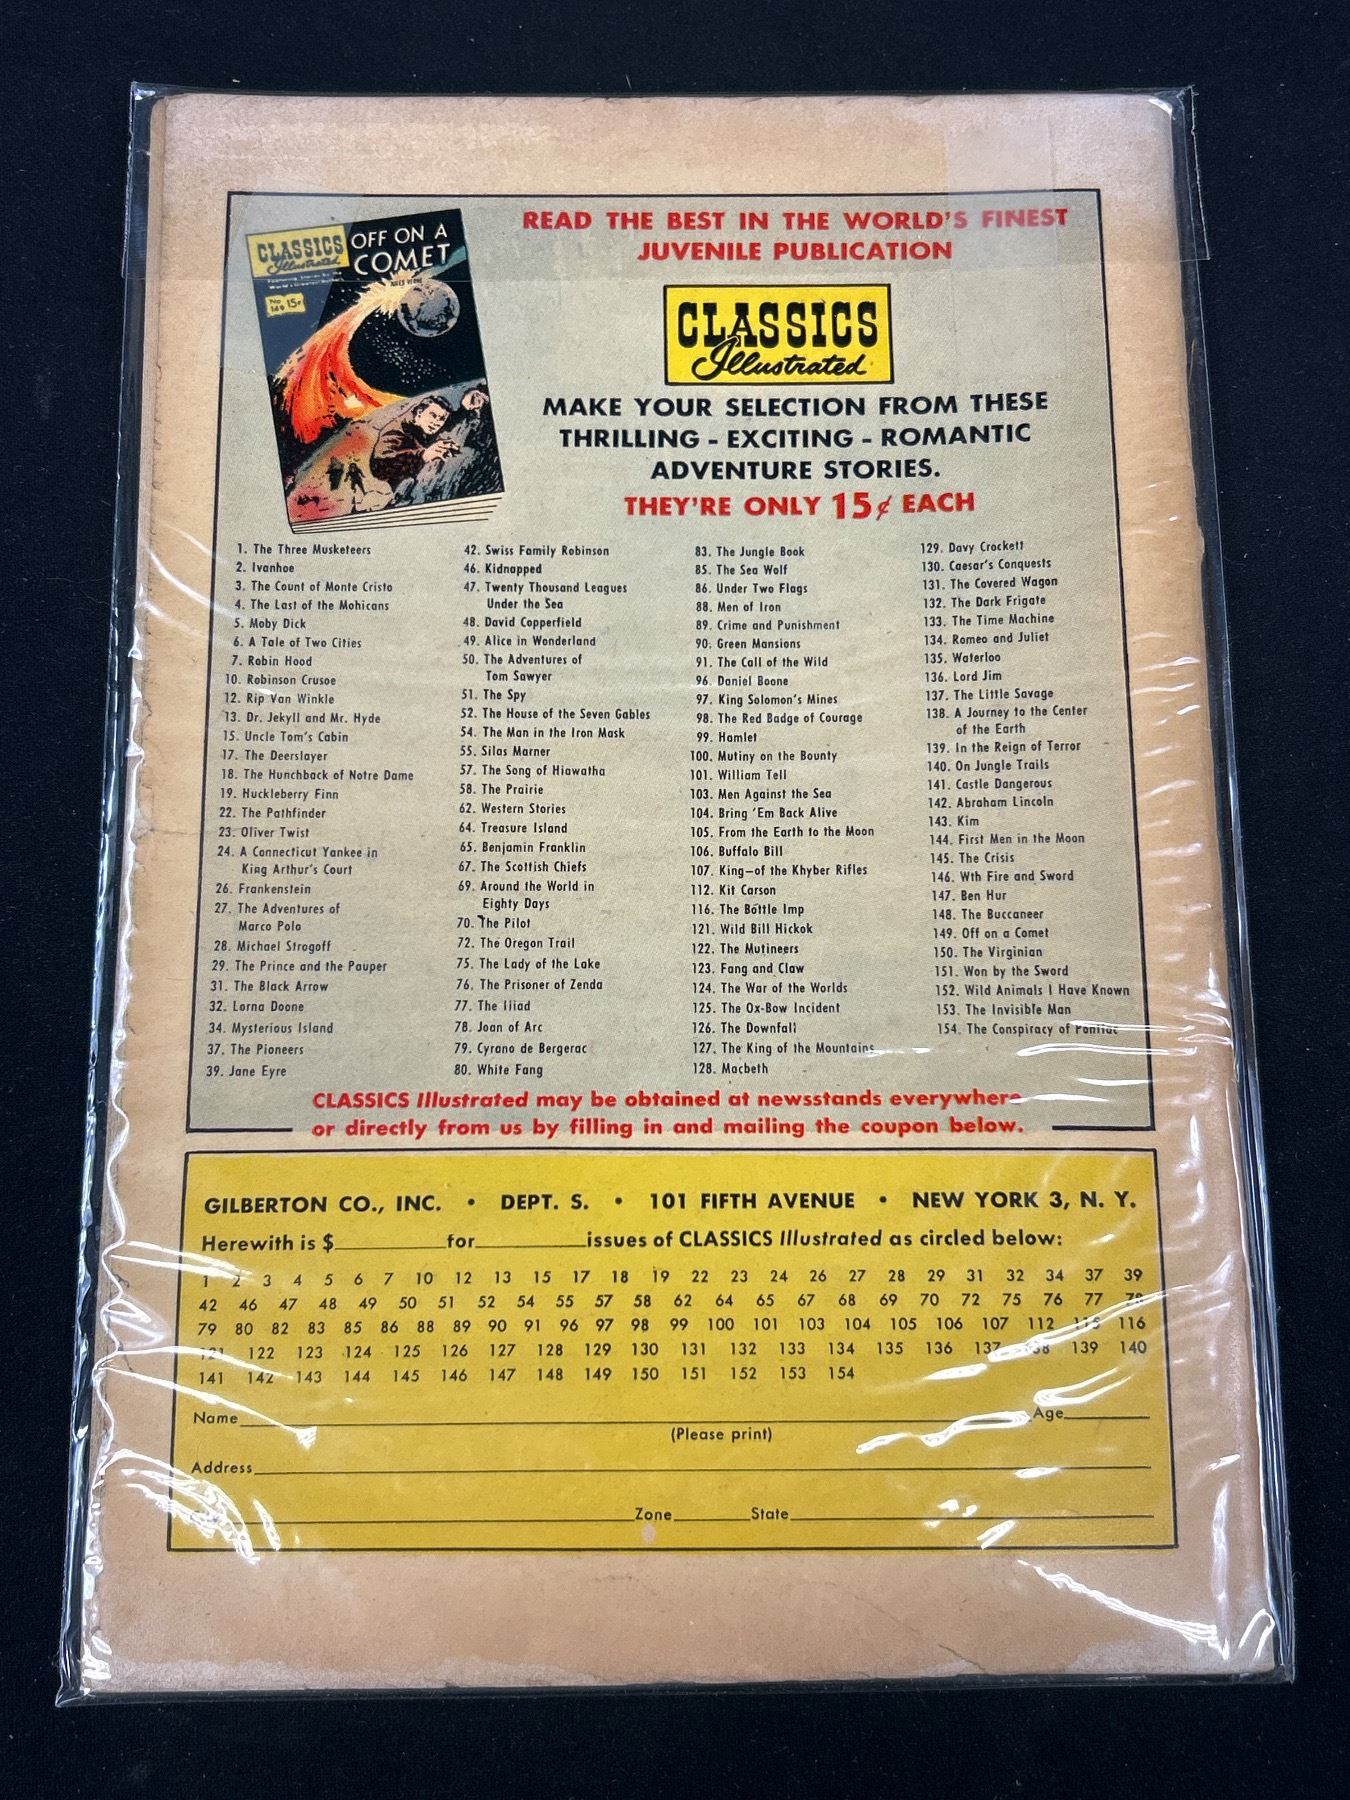 CLASSICS
Illustrated
Featuring Stories by the
World's Greatest Authors
No 149 15¢
OFF ON A
COMET
JULES VERNE
READ THE BEST IN THE WORLD'S FINEST
JUVENILE PUBLICATION
CLASSICS
Illustrated
MAKE YOUR SELECTION FROM THESE
THRILLING - EXCITING - ROMANTIC
ADVENTURE STORIES.
THEY'RE ONLY 15¢ EACH
1. The Three Musketeers
2. Ivanhoe
3. The Count of Monte Cristo
4. The Last of the Mohicans
5. Moby Dick
6. A Tale of Two Cities
7. Robin Hood
10. Robinson Crusoe
12. Rip Van Winkle
13. Dr. Jekyll and Mr. Hyde
15. Uncle Tom's Cabin
17. The Deerslayer
18. The Hunchback of Notre Dame
19. Huckleberry Finn
22. The Pathfinder
23. Oliver Twist
24. A Connecticut Yankee in
King Arthur's Court
26. Frankenstein
27. The Adventures of
Marco Polo
28. Michael Strogoff
29. The Prince and the Pauper
31. The Black Arrow
32. Lorna Doone
34. Mysterious Island
37. The Pioneers
39. Jane Eyre
42. Swiss Family Robinson
46. Kidnapped
47. Twenty Thousand Leagues
Under the Sea
48. David Copperfield
49. Alice in Wonderland
50. The Adventures of
Tom Sawyer
51. The Spy
52. The House of the Seven Gables
54. The Man in the Iron Mask
55. Silas Marner
57. The Song of Hiawatha
58. The Prairie
62. Western Stories
64. Treasure Island
65. Benjamin Franklin
67. The Scottish Chiefs
69. Around the World in
Eighty Days
70. The Pilot
72. The Oregon Trail
75. The Lady of the Lake
76. The Prisoner of Zenda
77. The Iliad
78. Joan of Arc
79. Cyrano de Bergerac
80. White Fang
83. The Jungle Book
85. The Sea Wolf
86. Under Two Flags
88. Men of Iron
89. Crime and Punishment
90. Green Mansions
91. The Call of the Wild
96. Daniel Boone
97. King Solomon's Mines
98. The Red Badge of Courage
99. Hamlet
100. Mutiny on the Bounty
101. William Tell
103. Men Against the Sea
104. Bring 'Em Back Alive
105. From the Earth to the Moon
106. Buffalo Bill
107. King—of the Khyber Rifles
112. Kit Carson
116. The Bottle Imp
121. Wild Bill Hickok
122. The Mutineers
123. Fang and Claw
124. The War of the Worlds
125. The Ox-Bow Incident
126. The Downfall
127. The King of the Mountains
128. Macbeth
129. Davy Crockett
130. Caesar's Conquests
131. The Covered Wagon
132. The Dark Frigate
133. The Time Machine
134. Romeo and Juliet
135. Waterloo
136. Lord Jim
137. The Little Savage
138. A Journey to the Center
of the Earth
139. In the Reign of Terror
140. On Jungle Trails
141. Castle Dangerous
142. Abraham Lincoln
143. Kim
144. First Men in the Moon
145. The Crisis
146. Wth Fire and Sword
147. Ben Hur
148. The Buccaneer
149. Off on a Comet
150. The Virginian
151. Won by the Sword
152. Wild Animals I Have Known
153. The Invisible Man
154. The Conspiracy of Pontiac
CLASSICS Illustrated may be obtained at newsstands everywhere
or directly from us by filling in and mailing the coupon below.
GILBERTON CO., INC. • DEPT. S. • 101 FIFTH AVENUE • NEW YORK 3, N. Y.
Herewith is $ for issues of CLASSICS Illustrated as circled below:
1 2 3 4 5 6 7 10 12 13 15 17 18 19 22 23 24 26 27 28 29 31 32 34 37 39
42 46 47 48 49 50 51 52 54 55 57 58 62 64 65 67 68 69 70 72 75 76 77 78
79 80 82 83 85 86 88 89 90 91 96 97 98 99 100 101 103 104 105 106 107 112 116
121 122 123 124 125 126 127 128 129 130 131 132 133 134 135 136 137 138 139 140
141 142 143 144 145 146 147 148 149 150 151 152 153 154
Name Age
(Please print)
Address
Zone State